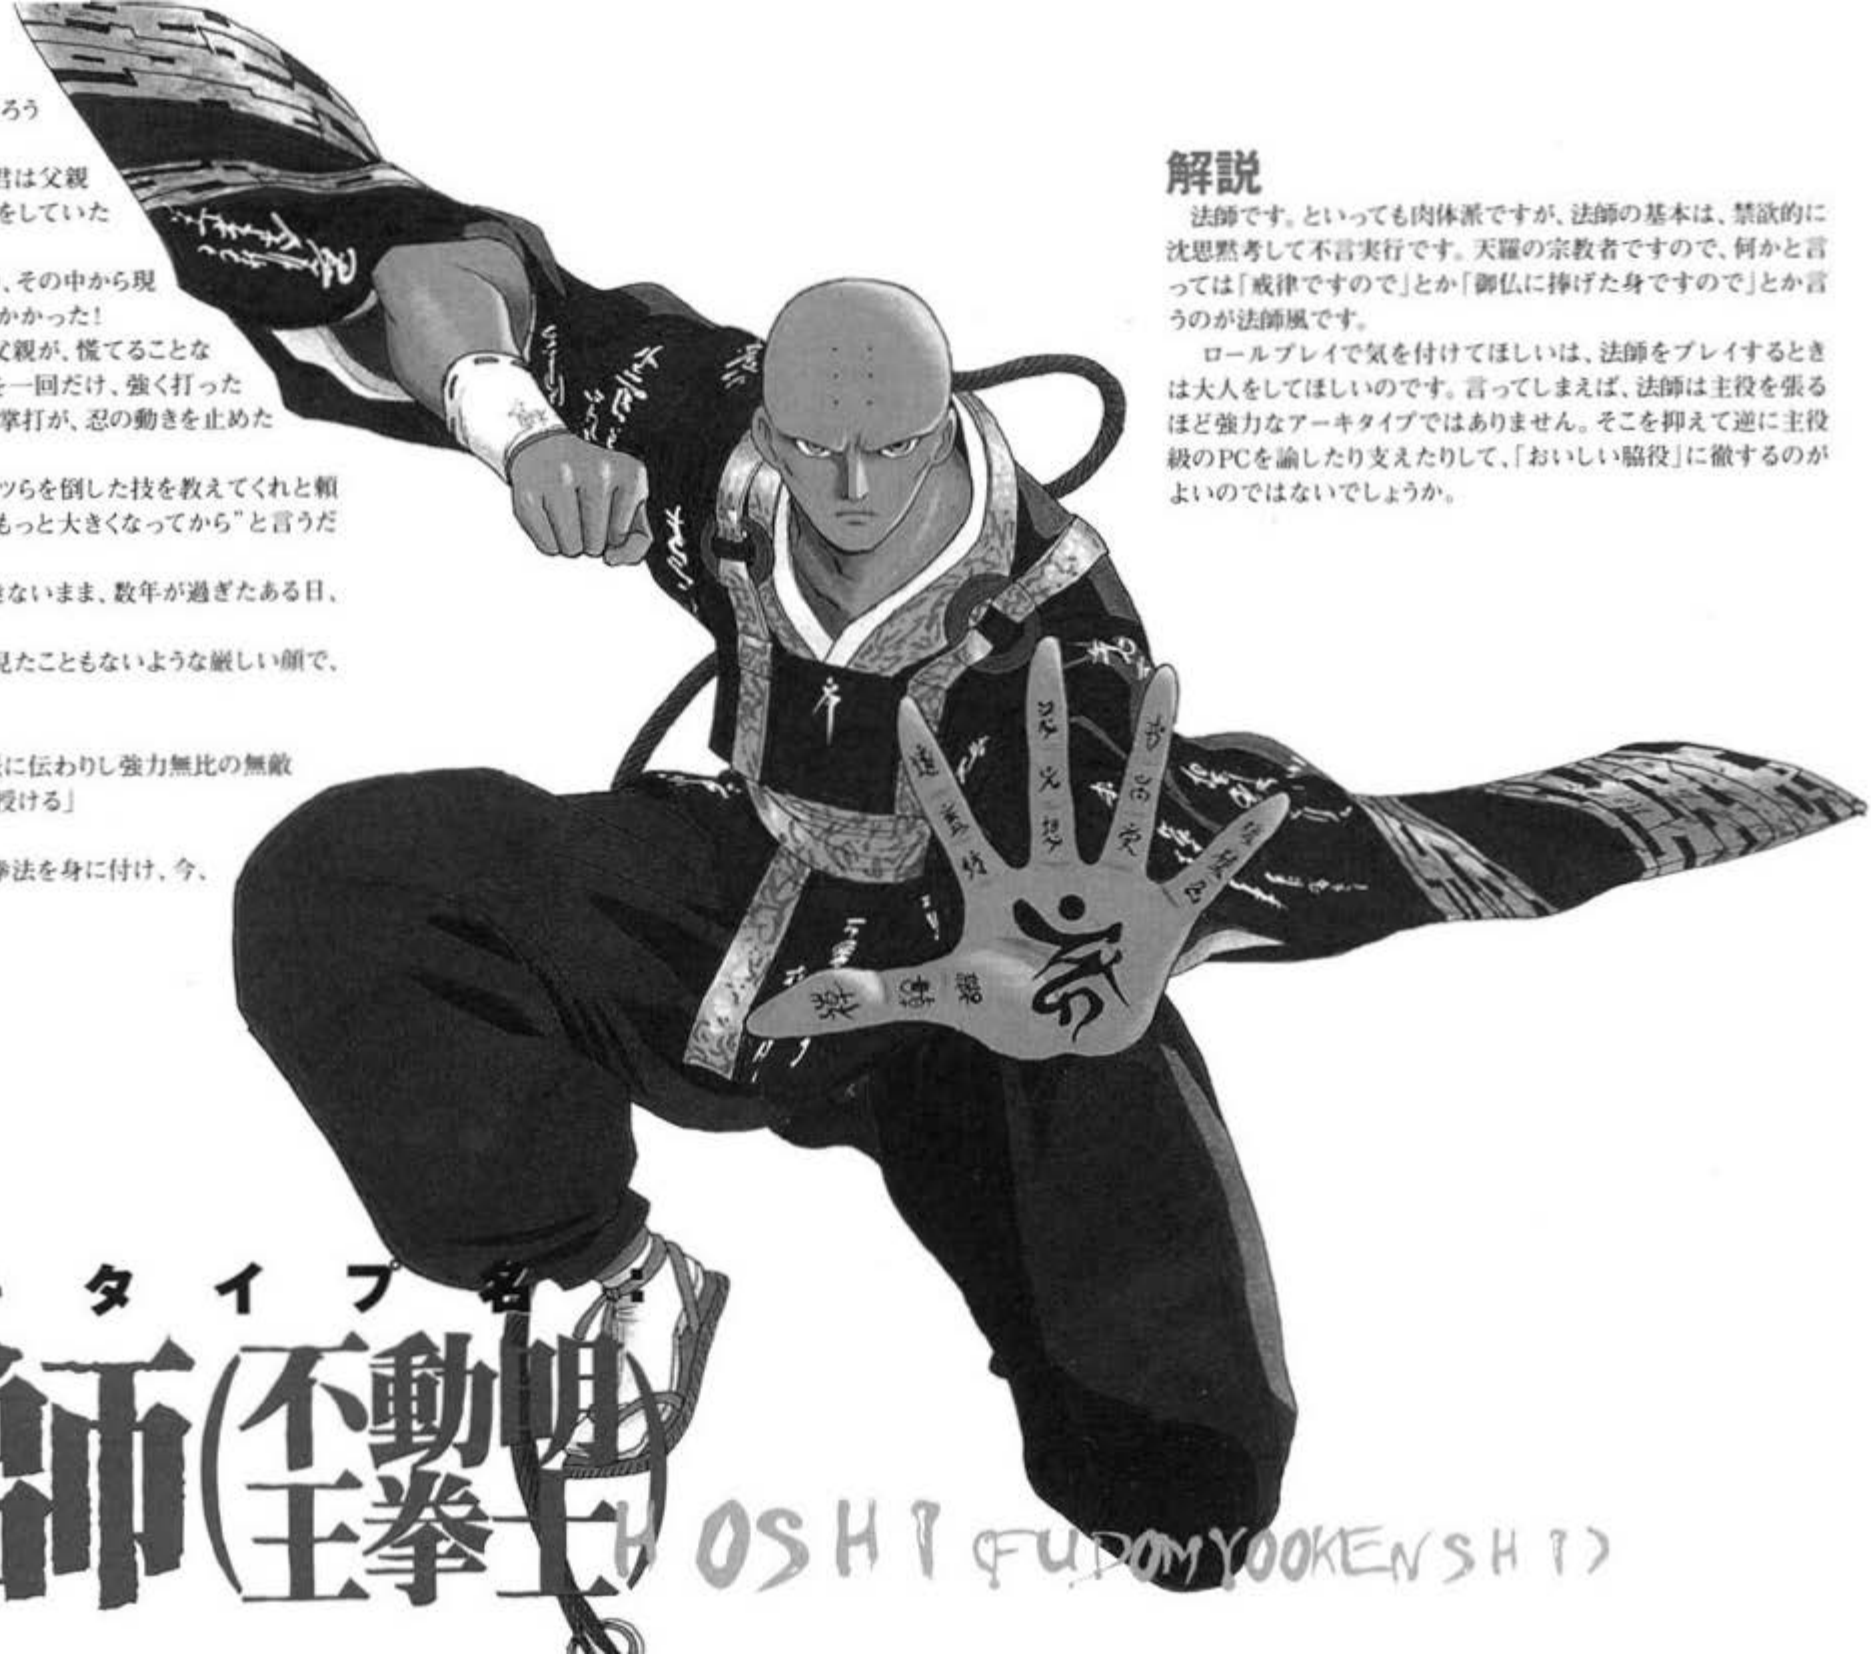 ろう
君は父親
をしていた
、その中から現
かかった！
父親が、慌てることな
を一回だけ、強く打った
掌打が、忍の動きを止めた
ツらを倒した技を教えてくれと頼
もっと大きくなってから”と言うだ
ないまま、数年が過ぎたある日、
見たこともないような厳しい顔で、
に伝わりし強力無比の無敵
授ける」
拳法を身に付け、今、
解説
法師です。といっても肉体派ですが、法師の基本は、禁欲的に
沈思黙考して不言実行です。天羅の宗教者ですので、何かと言
っては「戒律ですので」とか「御仏に捧げた身ですので」とか言
うのが法師風です。
ロールプレイで気を付けてほしいは、法師をプレイするとき
は大人をしてほしいのです。言ってしまえば、法師は主役を張る
ほど強力なアーキタイプではありません。そこを抑えて逆に主役
級のPCを諭したり支えたりして、「おいしい脇役」に徹するのが
よいのではないでしょうか。
タイプ名：
師（不動明
王拳士）
HOSHI（FUDOMYOOKENSHI）